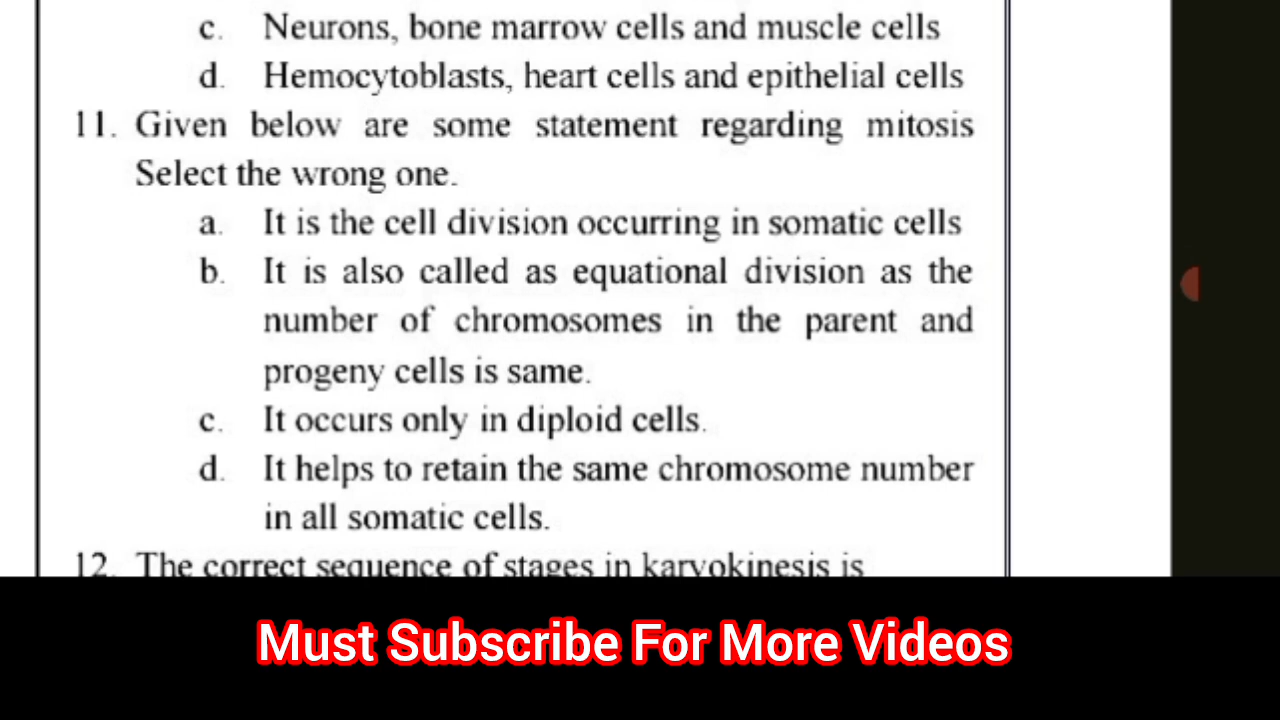 c. Neurons, bone marrow cells and muscle cells
d. Hemocytoblasts, heart cells and epithelial cells
11. Given below are some statement regarding mitosis
Select the wrong one.
a. It is the cell division occurring in somatic cells
b. It is also called as equational division as the
number of chromosomes in the parent and
progeny cells is same.
c. It occurs only in diploid cells.
d. It helps to retain the same chromosome number
in all somatic cells.
12. The correct sequence of stages in karyokinesis is
Must Subscribe For More Videos